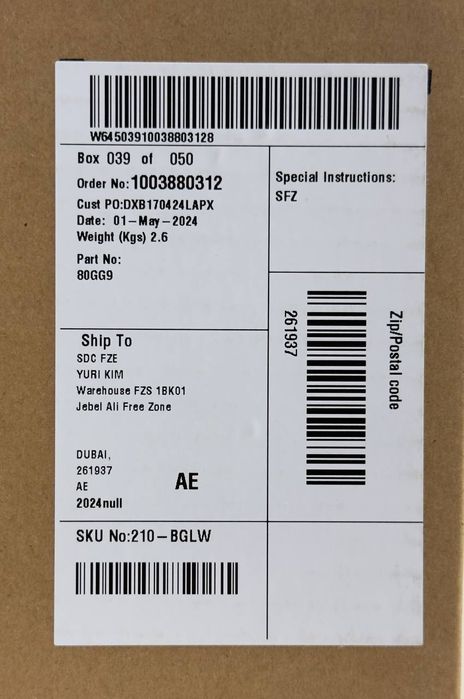 W64503910038803128
Box 039 of 050
Order No:1003880312
Cust PO:DXB170424LAPX
Date: 01-May-2024
Weight (Kgs) 2.6
Part No:
80GG9
Special Instructions:
SFZ
Zip/Postal code
261937
Ship To
SDC FZE
YURI KIM
Warehouse FZS 1BK01
Jebel Ali Free Zone
DUBAI,
261937
AE
AE
2024null
SKU No:210-BGLW